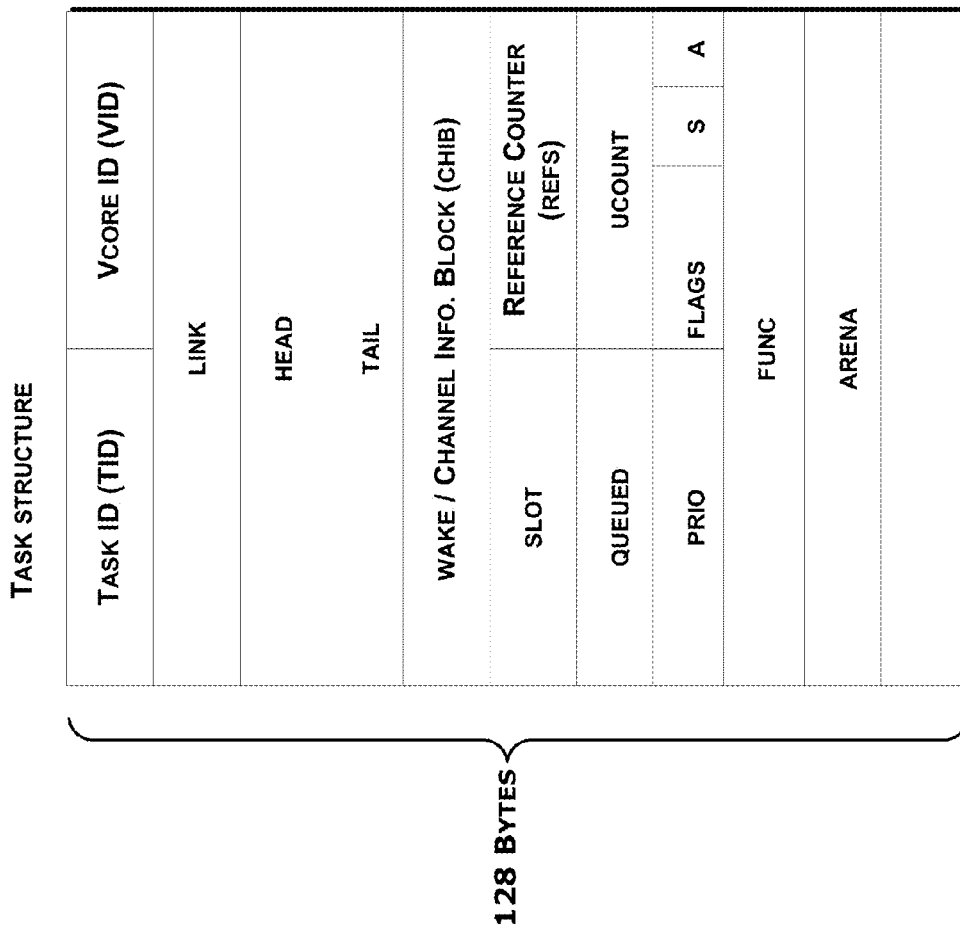 TASK STRUCTURE
TASK ID (TID) VCORE ID (VID)
LINK
HEAD
TAIL
WAKE / CHANNEL INFO. BLOCK (CHIB)
SLOT REFERENCE COUNTER
(REFS)
QUEUED UCOUNT
PRIO FLAGS S A
FUNC
ARENA
128 BYTES